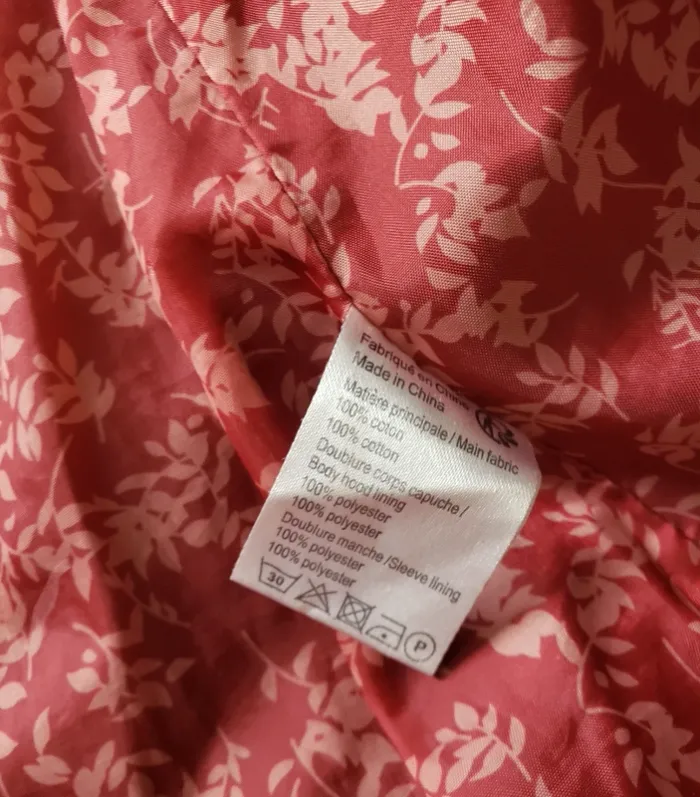 Fabriqué en Chine
Made in China
Matière principale / Main fabric
100% coton
100% cotton
Doublure corps capuche /
Body hood lining
100% polyester
100% polyester
Doublure manche /Sleeve lining
100% polyester
100% polyester
30 P